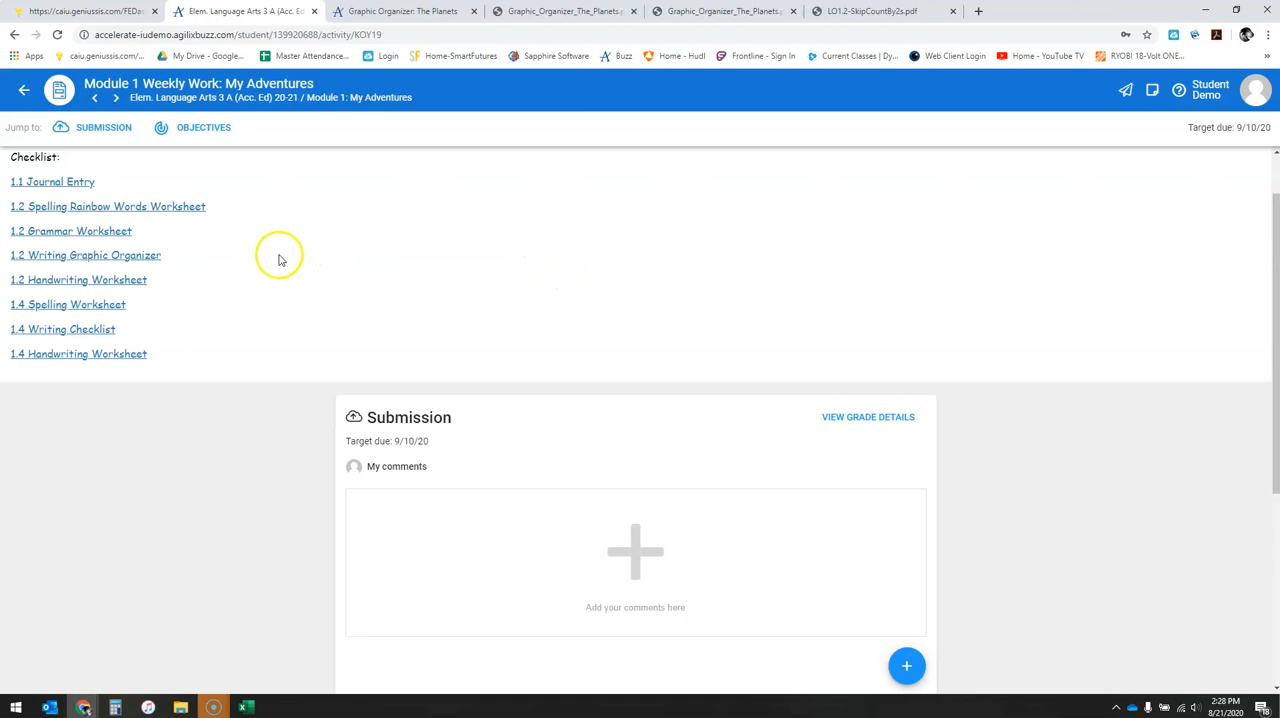 https://caiu.geniussis.com/FEDas
Elem. Language Arts 3 A (Acc. Ed)
Graphic Organizer: The Planets
Graphic_Organizer_The_Planets.p
Graphic_Organizer_The_Planets.p
LO1.2-SkipCountBy2s.pdf
accelerate-iudemo.agilixbuzz.com/student/139920688/activity/KOY19
Apps
caiu.geniussis.com/...
My Drive - Google...
Master Attendance...
Login
Home - SmartFutures
Sapphire Software
Buzz
Home - Hudl
Frontline - Sign In
Current Classes | Dy...
Web Client Login
Home - YouTube TV
RYOBI 18-Volt ONE...
Module 1 Weekly Work: My Adventures
Elem. Language Arts 3 A (Acc. Ed) 20-21 / Module 1: My Adventures
Student
Demo
Jump to:
SUBMISSION
OBJECTIVES
Target due: 9/10/20
Checklist:
1.1 Journal Entry
1.2 Spelling Rainbow Words Worksheet
1.2 Grammar Worksheet
1.2 Writing Graphic Organizer
1.2 Handwriting Worksheet
1.4 Spelling Worksheet
1.4 Writing Checklist
1.4 Handwriting Worksheet
Submission
VIEW GRADE DETAILS
Target due: 9/10/20
My comments
Add your comments here
2:28 PM
8/21/2020